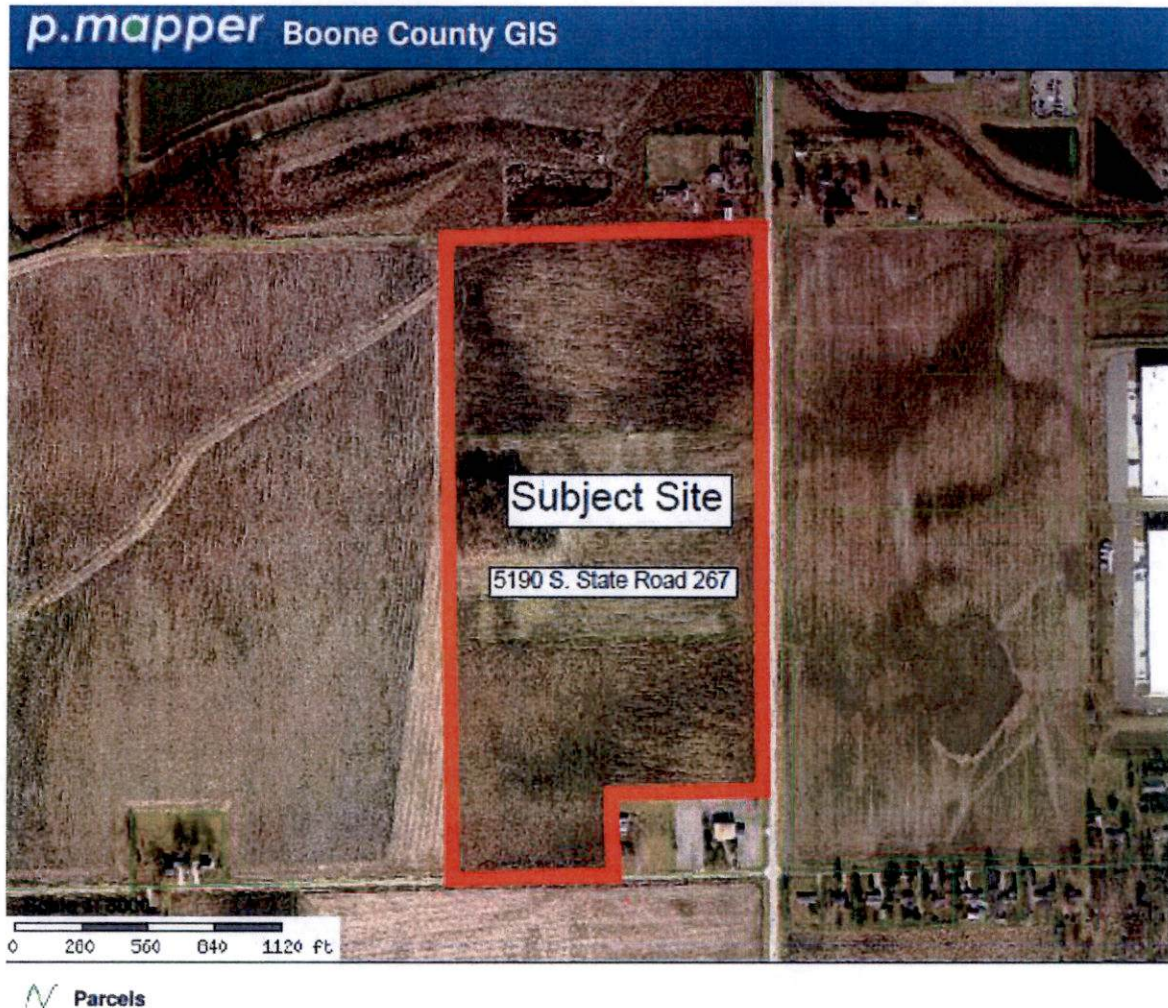 p.mapper Boone County GIS
Subject Site
5190 S. State Road 267
0 280 560 840 1120 ft
Parcels